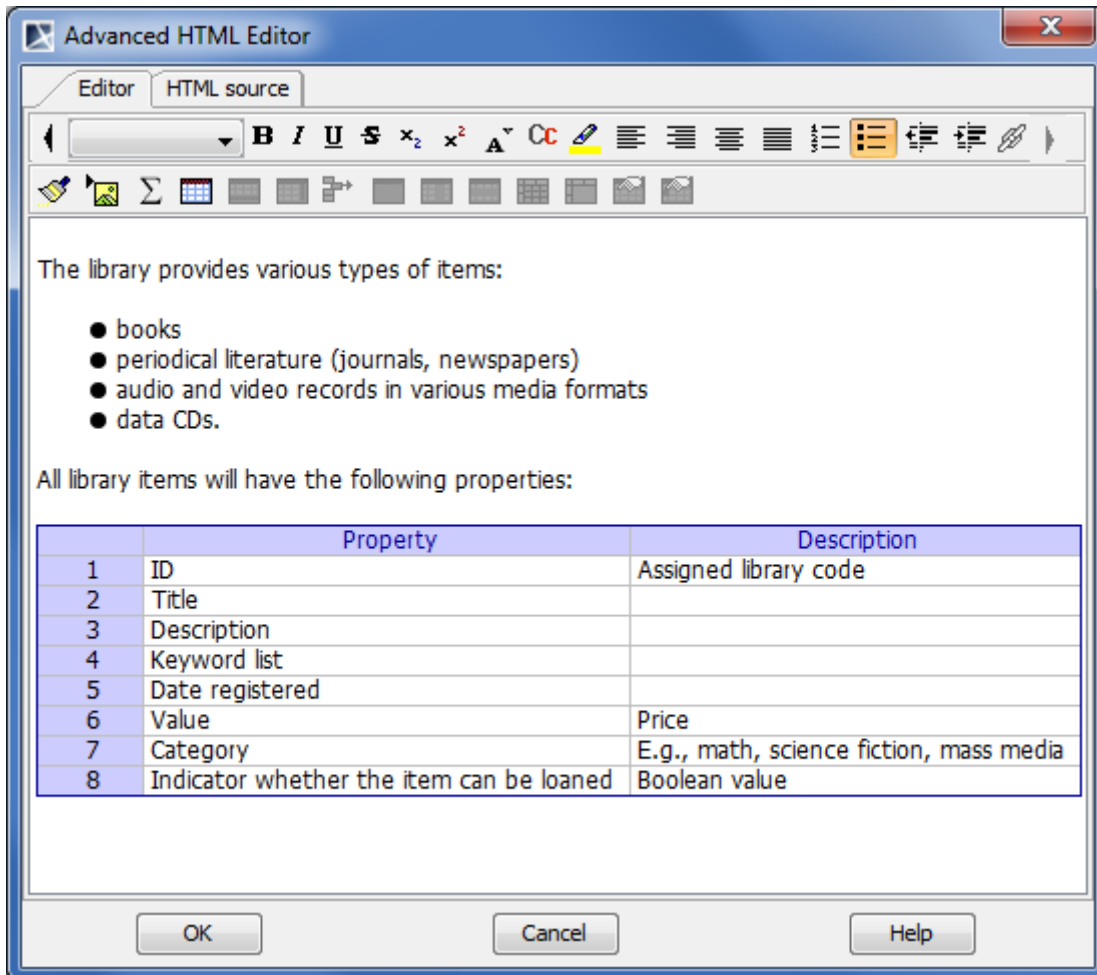 Advanced HTML Editor
Editor HTML source
B I U S x₂ x² A Cc
Σ
The library provides various types of items:
● books
● periodical literature (journals, newspapers)
● audio and video records in various media formats
● data CDs.
All library items will have the following properties:
Property Description
1 ID Assigned library code
2 Title
3 Description
4 Keyword list
5 Date registered
6 Value Price
7 Category E.g., math, science fiction, mass media
8 Indicator whether the item can be loaned Boolean value
OK Cancel Help